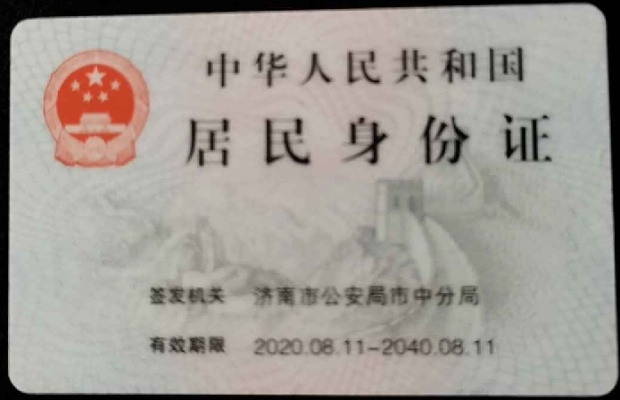 中华人民共和国
居民身份证
签发机关 济南市公安局市中分局
有效期限 2020.08.11-2040.08.11